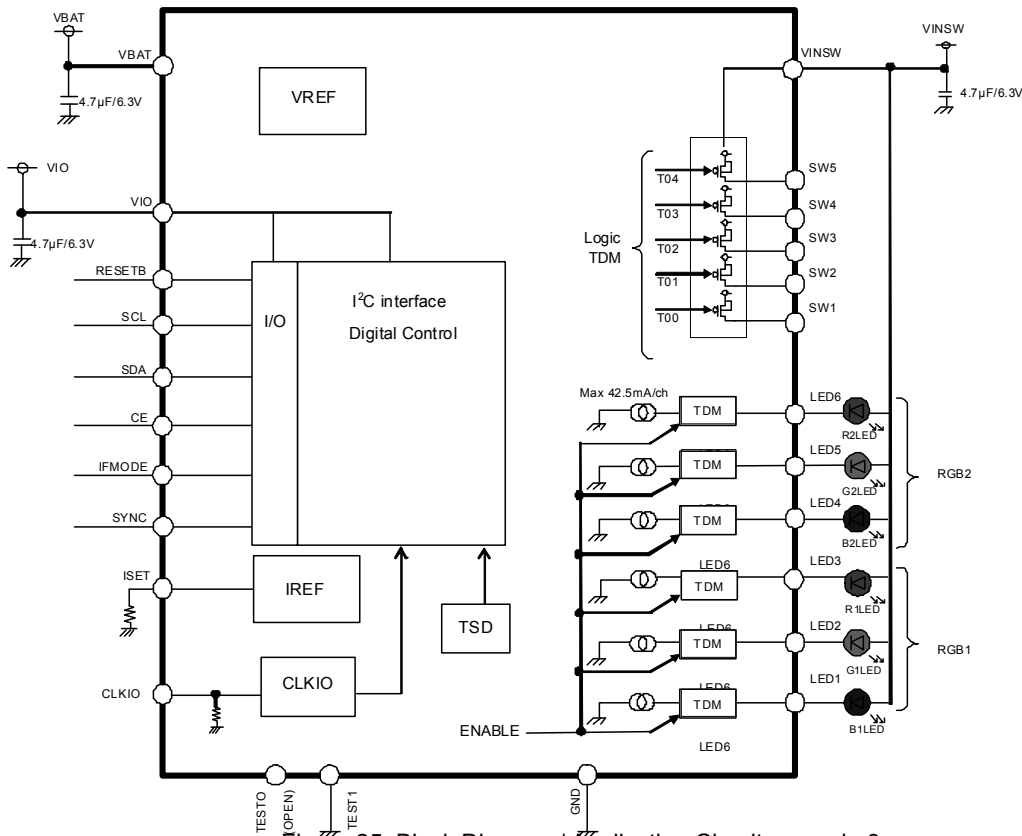 VBAT
VBAT
4.7µF/6.3V
VREF
VINSW
VINSW
4.7µF/6.3V
VIO
VIO
4.7µF/6.3V
RESETB
SCL
SDA
CE
IFMODE
SYNC
I/O
I²C interface
Digital Control
Logic
TDM
T04
T03
T02
T01
T00
SW5
SW4
SW3
SW2
SW1
Max 42.5mA/ch
TDM
LED6
R2LED
TDM
LED5
G2LED
RGB2
TDM
LED4
B2LED
LED6
TDM
LED3
R1LED
LED6
TDM
LED2
G1LED
RGB1
LED6
TDM
LED1
B1LED
LED6
ISET
IREF
TSD
CLKIO
CLKIO
ENABLE
TESTO
(OPEN)
TEST1
GND